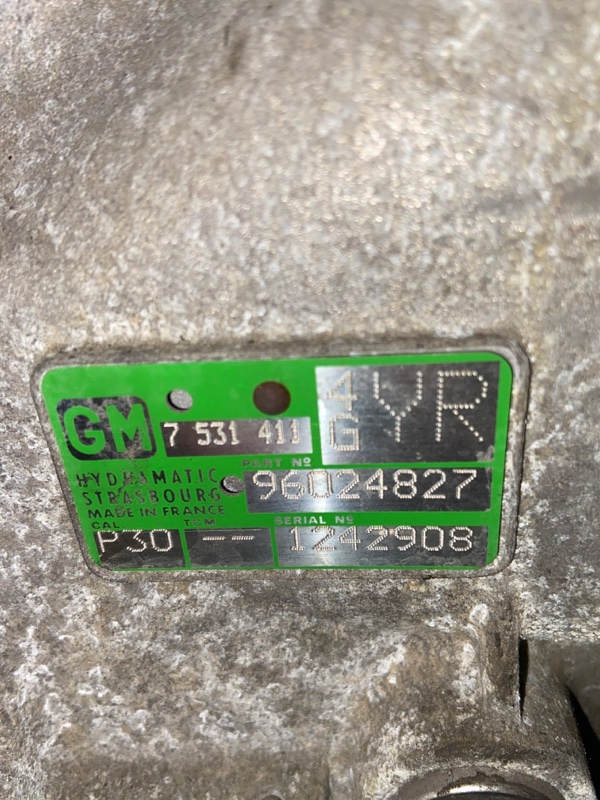 GM
7 531 411
4
G
YR
PART Nº
HYDRAMATIC
STRASBOURG
96024827
MADE IN FRANCE
CAL
TCM
SERIAL Nº
P30
--
1242908